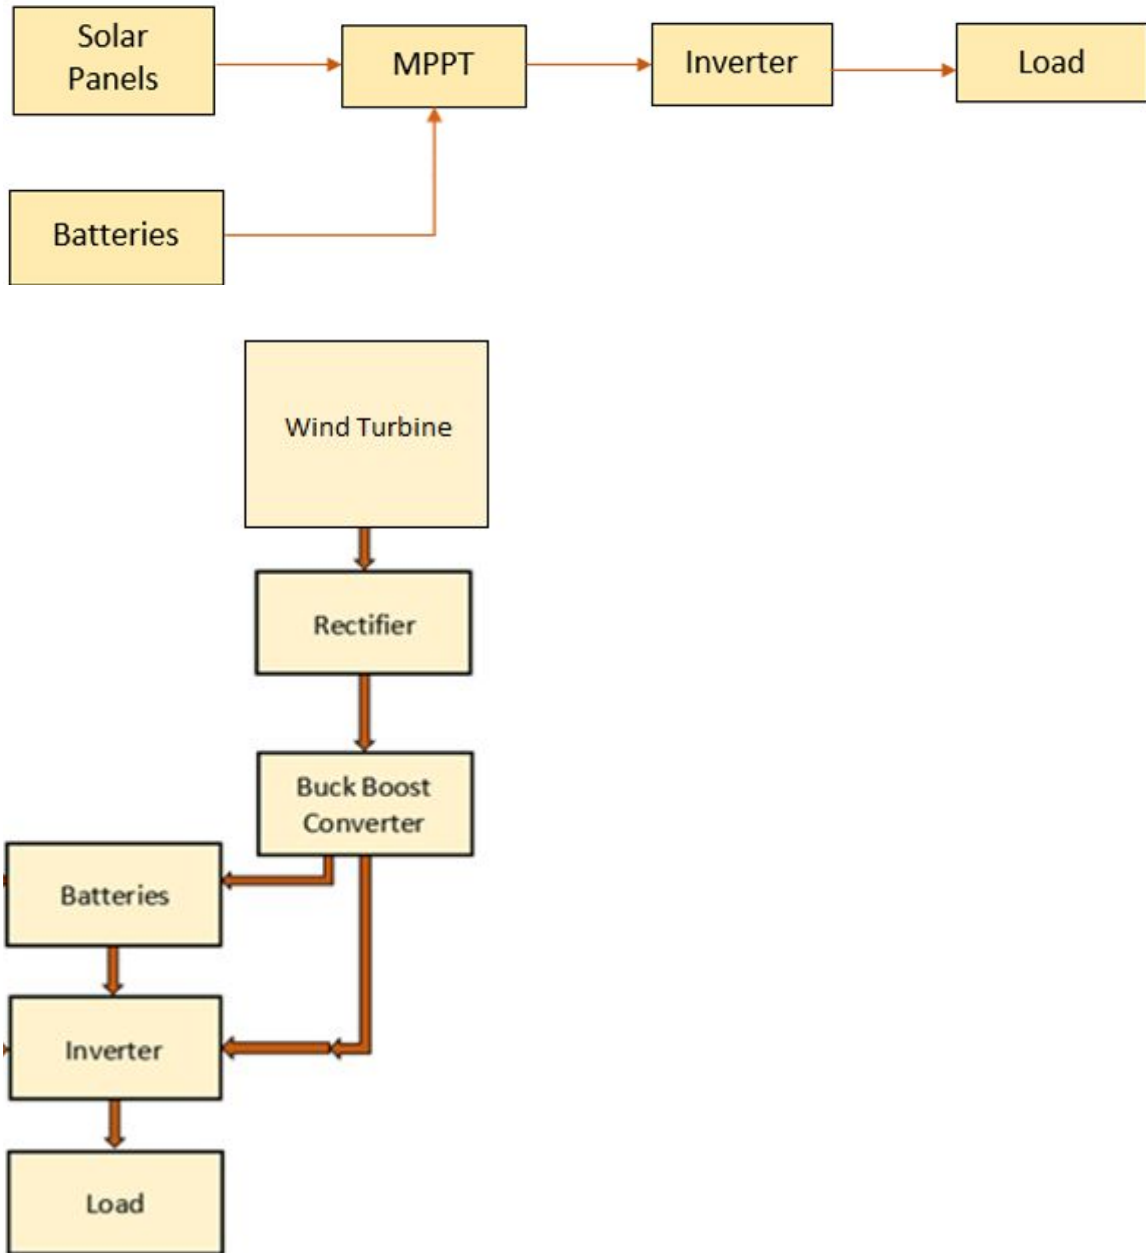 Solar
Panels
MPPT
Inverter
Load
Batteries
Wind Turbine
Rectifier
Buck Boost
Converter
Batteries
Inverter
Load